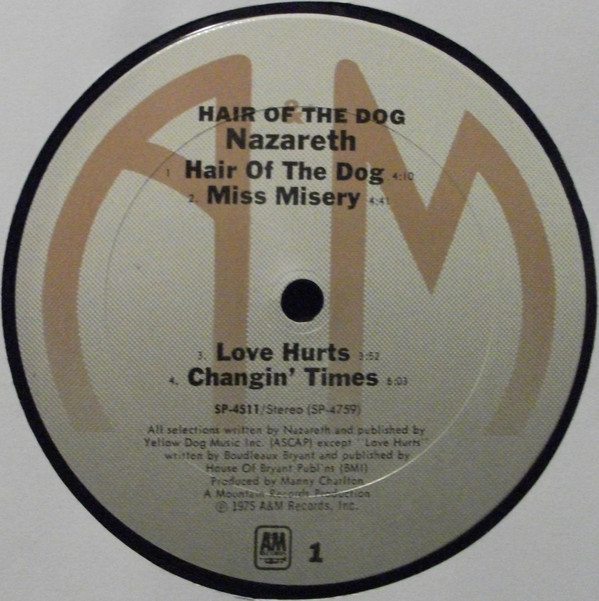 A&M
HAIR OF THE DOG
Nazareth
1. Hair Of The Dog 4:10
2. Miss Misery 4:41
3. Love Hurts 3:52
4. Changin' Times 6:03
SP-4511/Stereo (SP-4759)
All selections written by Nazareth and published by
Yellow Dog Music Inc. (ASCAP) except "Love Hurts"
written by Boudleaux Bryant and published by
House Of Bryant Publ'ns (BMI)
Produced by Manny Charlton
A Mountain Records Production
℗ 1975 A&M Records, Inc.
A&M
RECORDS
1